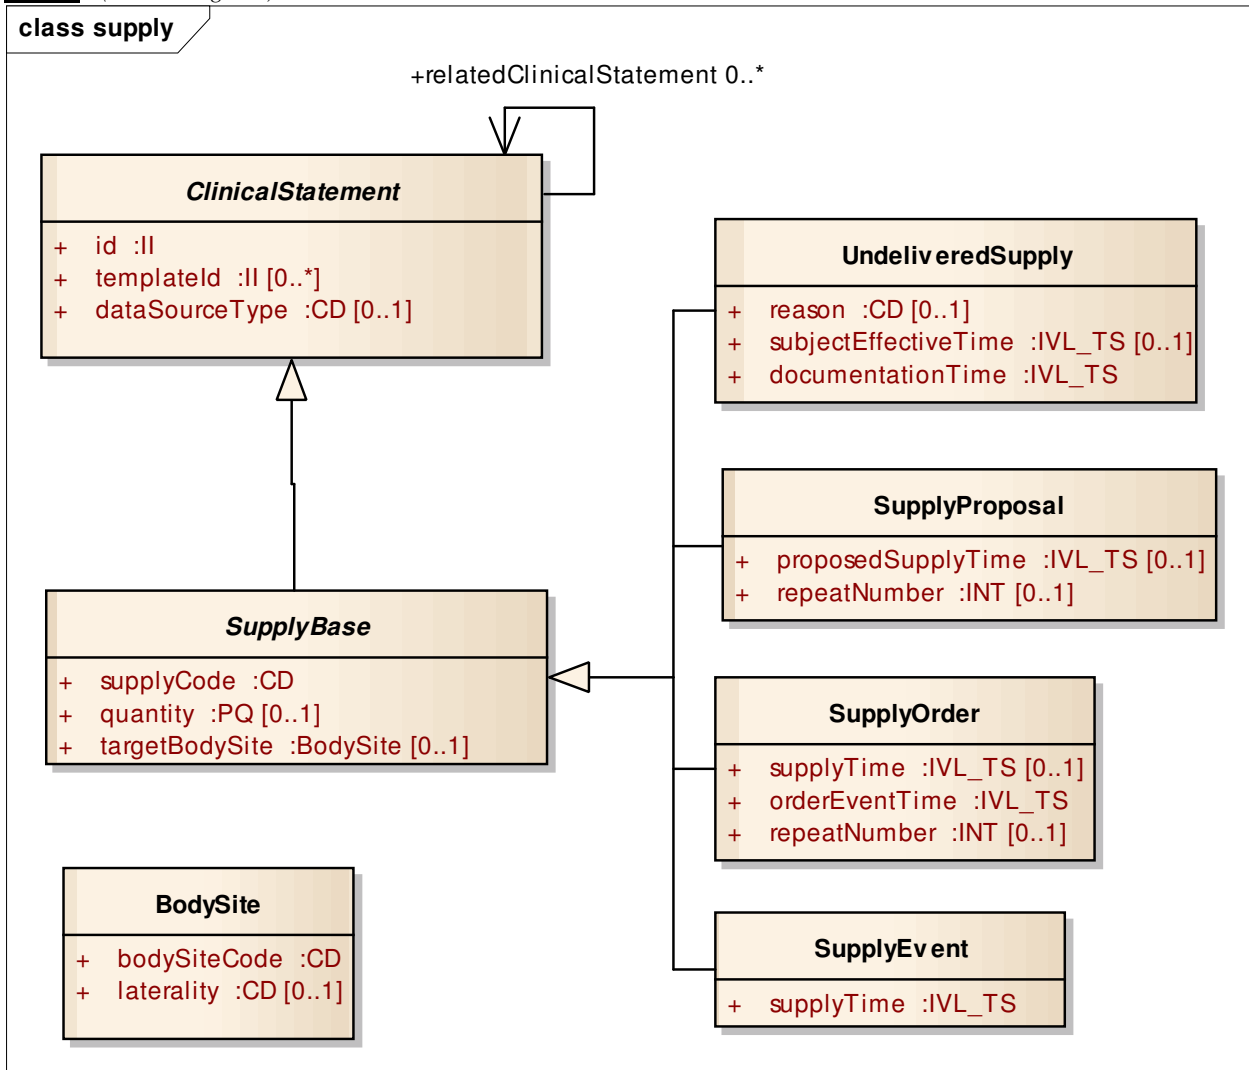 class supply
+relatedClinicalStatement 0..*
ClinicalStatement
+ id :II
+ templateId :II [0..*]
+ dataSourceType :CD [0..1]
UndeliveredSupply
+ reason :CD [0..1]
+ subjectEffectiveTime :IVL_TS [0..1]
+ documentationTime :IVL_TS
SupplyProposal
+ proposedSupplyTime :IVL_TS [0..1]
+ repeatNumber :INT [0..1]
SupplyBase
+ supplyCode :CD
+ quantity :PQ [0..1]
+ targetBodySite :BodySite [0..1]
SupplyOrder
+ supplyTime :IVL_TS [0..1]
+ orderEventTime :IVL_TS
+ repeatNumber :INT [0..1]
BodySite
+ bodySiteCode :CD
+ laterality :CD [0..1]
SupplyEvent
+ supplyTime :IVL_TS